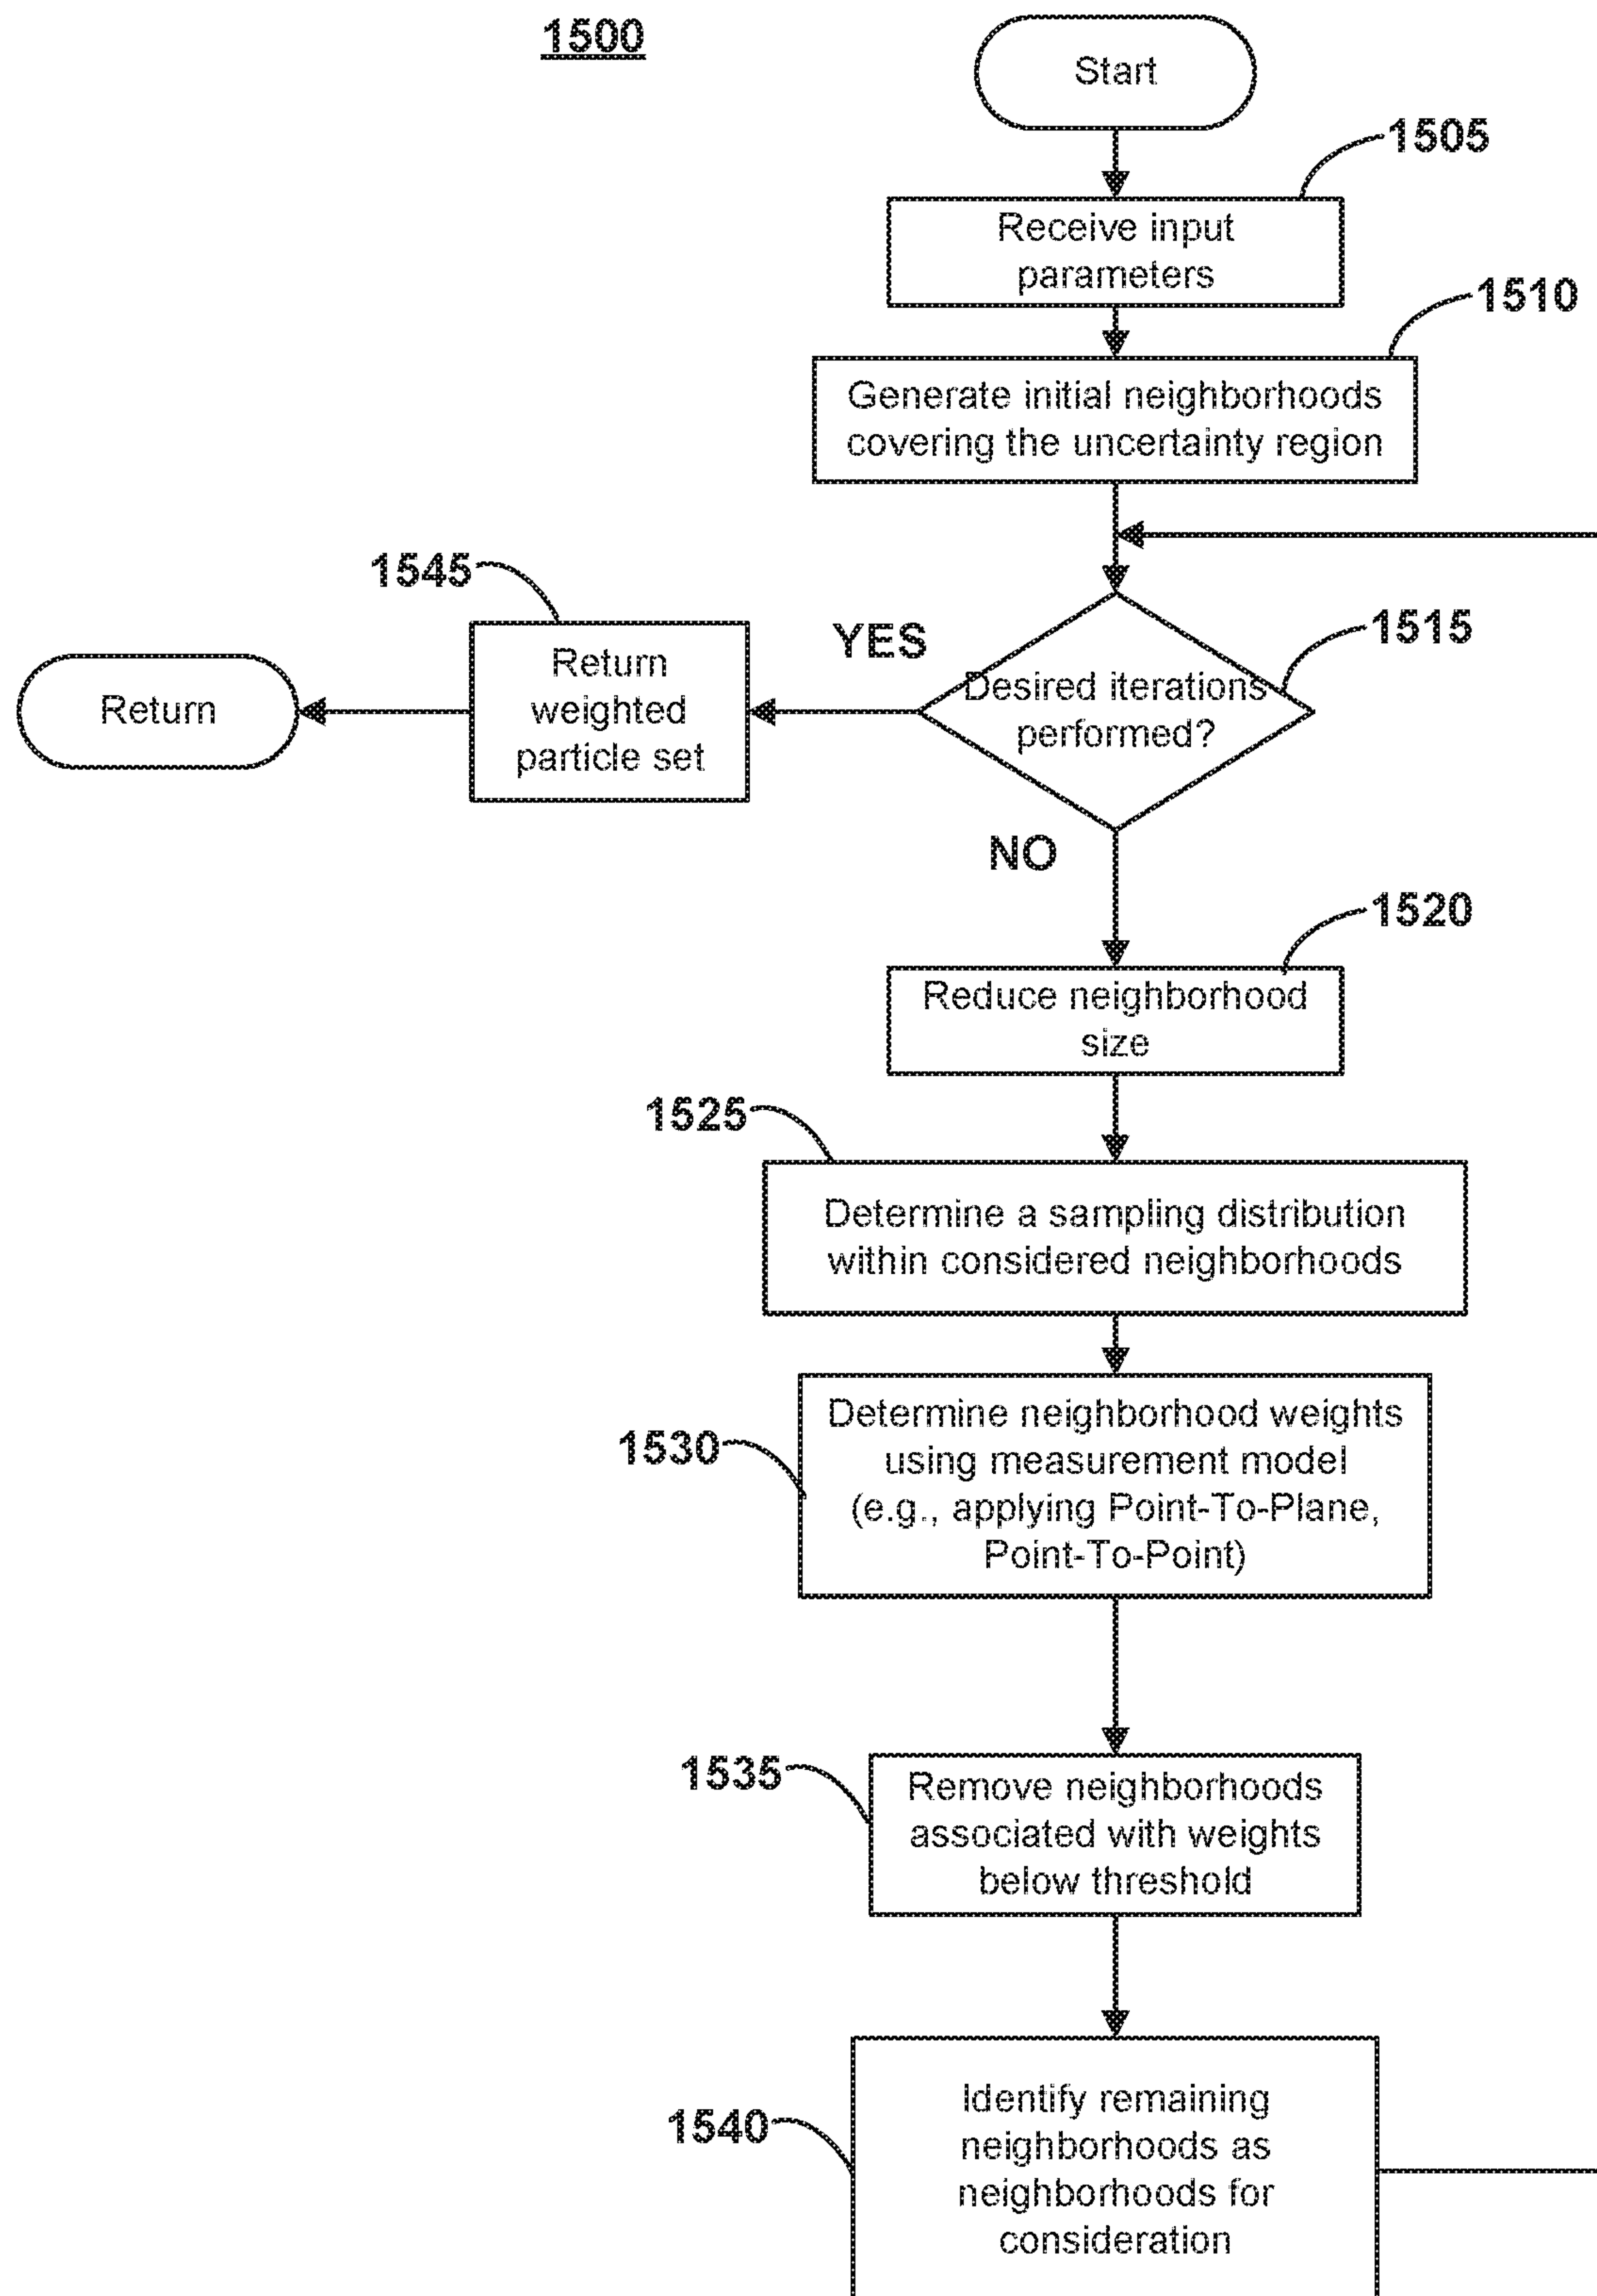 1500
Start
1505
Receive input
parameters
1510
Generate initial neighborhoods
covering the uncertainty region
1545
YES
1515
Return
Return
weighted
particle set
Desired iterations
performed?
NO
1520
Reduce neighborhood
size
1525
Determine a sampling distribution
within considered neighborhoods
1530
Determine neighborhood weights
using measurement model
(e.g., applying Point-To-Plane,
Point-To-Point)
1535
Remove neighborhoods
associated with weights
below threshold
1540
Identify remaining
neighborhoods as
neighborhoods for
consideration